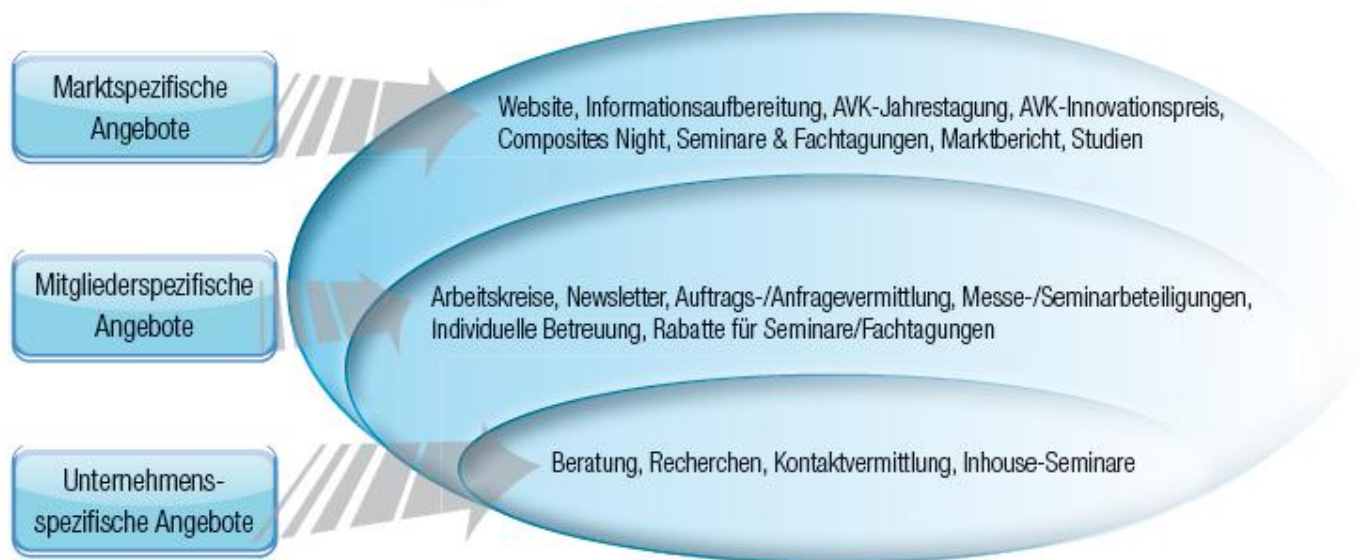 Marktspezifische
Angebote
Website, Informationsaufbereitung, AVK-Jahrestagung, AVK-Innovationspreis,
Composites Night, Seminare & Fachtagungen, Marktbericht, Studien
Mitgliederspezifische
Angebote
Arbeitskreise, Newsletter, Auftrags-/Anfragevermittlung, Messe-/Seminarbeteiligungen,
Individuelle Betreuung, Rabatte für Seminare/Fachtagungen
Unternehmens-
spezifische Angebote
Beratung, Recherchen, Kontaktvermittlung, Inhouse-Seminare